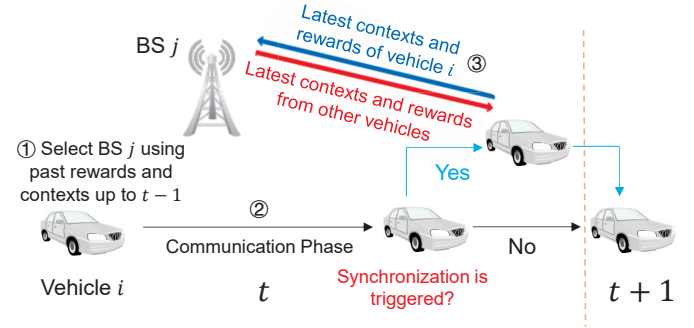 Latest contexts and
rewards of vehicle i
③
BS j
Latest contexts and rewards
from other vehicles
① Select BS j using
past rewards and
contexts up to t − 1
Yes
②
Communication Phase
No
Vehicle i
t
Synchronization is
triggered?
t + 1